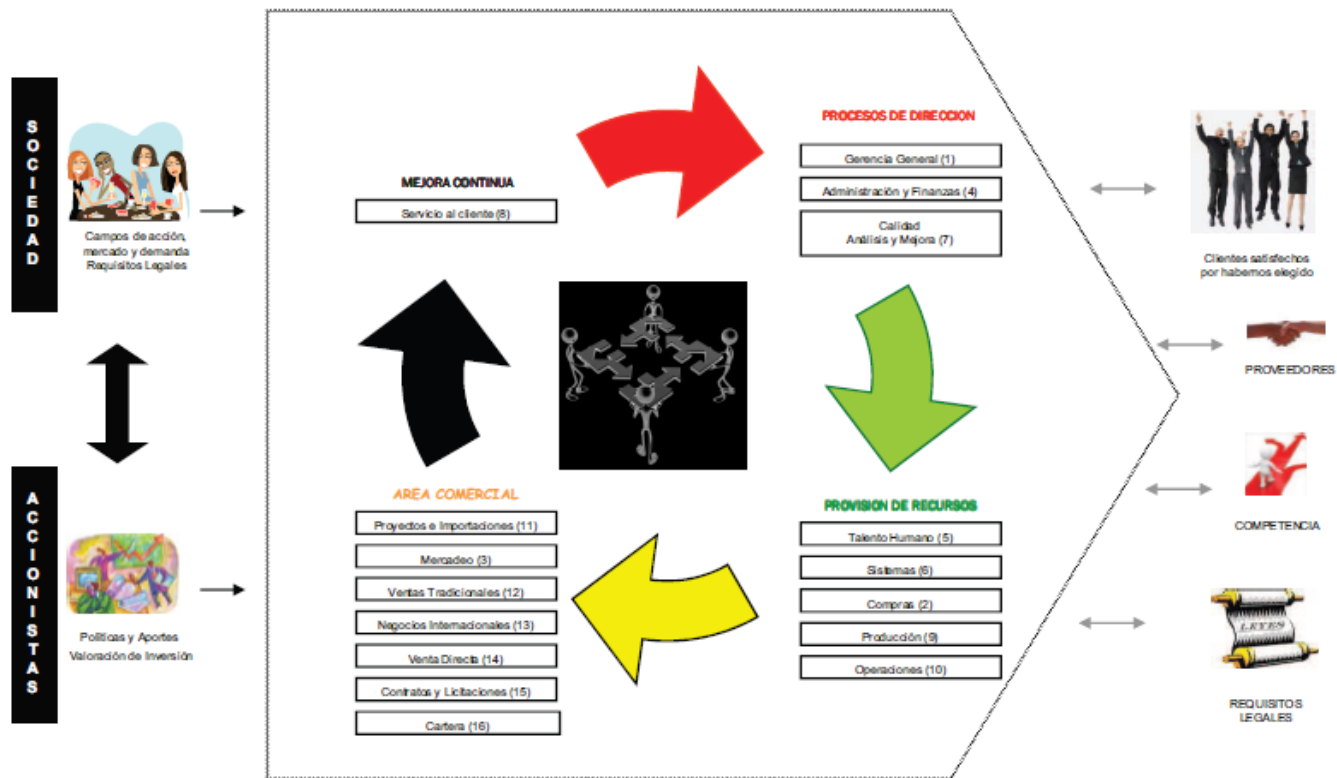 SOCIEDAD
Campos de acción,
mercado y demanda
Requisitos Legales
ACCIONISTAS
Políticas y Aportes
Valoración de Inversión
MEJORA CONTINUA
Servicio al cliente (8)
PROCESOS DE DIRECCION
Gerencia General (1)
Administración y Finanzas (4)
Calidad
Análisis y Mejora (7)
AREA COMERCIAL
Proyectos e Importaciones (11)
Mercadeo (3)
Ventas Tradicionales (12)
Negocios Internacionales (13)
Venta Directa (14)
Contratos y Licitaciones (15)
Cartera (16)
PROVISION DE RECURSOS
Talento Humano (5)
Sistemas (6)
Compras (2)
Producción (9)
Operaciones (10)
Clientes satisfechos
por habernos elegido
PROVEEDORES
COMPETENCIA
LEYES
REQUISITOS
LEGALES